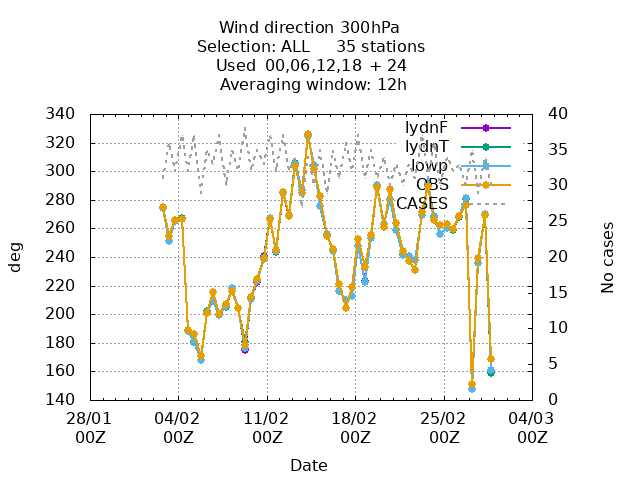 Wind direction 300hPa
Selection: ALL     35 stations
Used  00,06,12,18 + 24
Averaging window: 12h
340
320
300
280
260
240
220
200
180
160
140
deg
40
35
30
25
20
15
10
5
0
No cases
lydnF
lydnT
lowp
OBS
CASES
28/01
00Z
04/02
00Z
11/02
00Z
18/02
00Z
25/02
00Z
04/03
00Z
Date